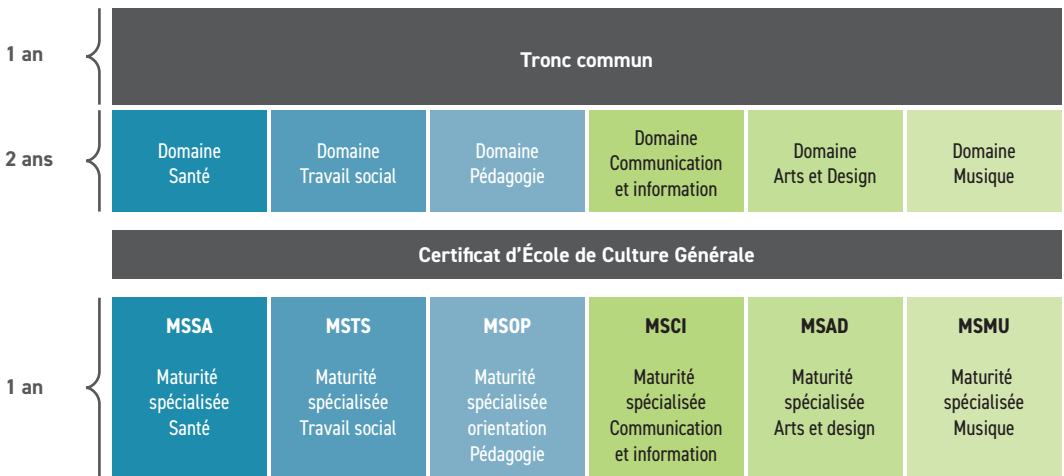 1 an
Tronc commun
2 ans
Domaine
Santé
Domaine
Travail social
Domaine
Pédagogie
Domaine
Communication
et information
Domaine
Arts et Design
Domaine
Musique
Certificat d'École de Culture Générale
1 an
MSSA
Maturité
spécialisée
Santé
MSTS
Maturité
spécialisée
Travail social
MSOP
Maturité
spécialisée
orientation
Pédagogie
MSCI
Maturité
spécialisée
Communication
et information
MSAD
Maturité
spécialisée
Arts et design
MSMU
Maturité
spécialisée
Musique